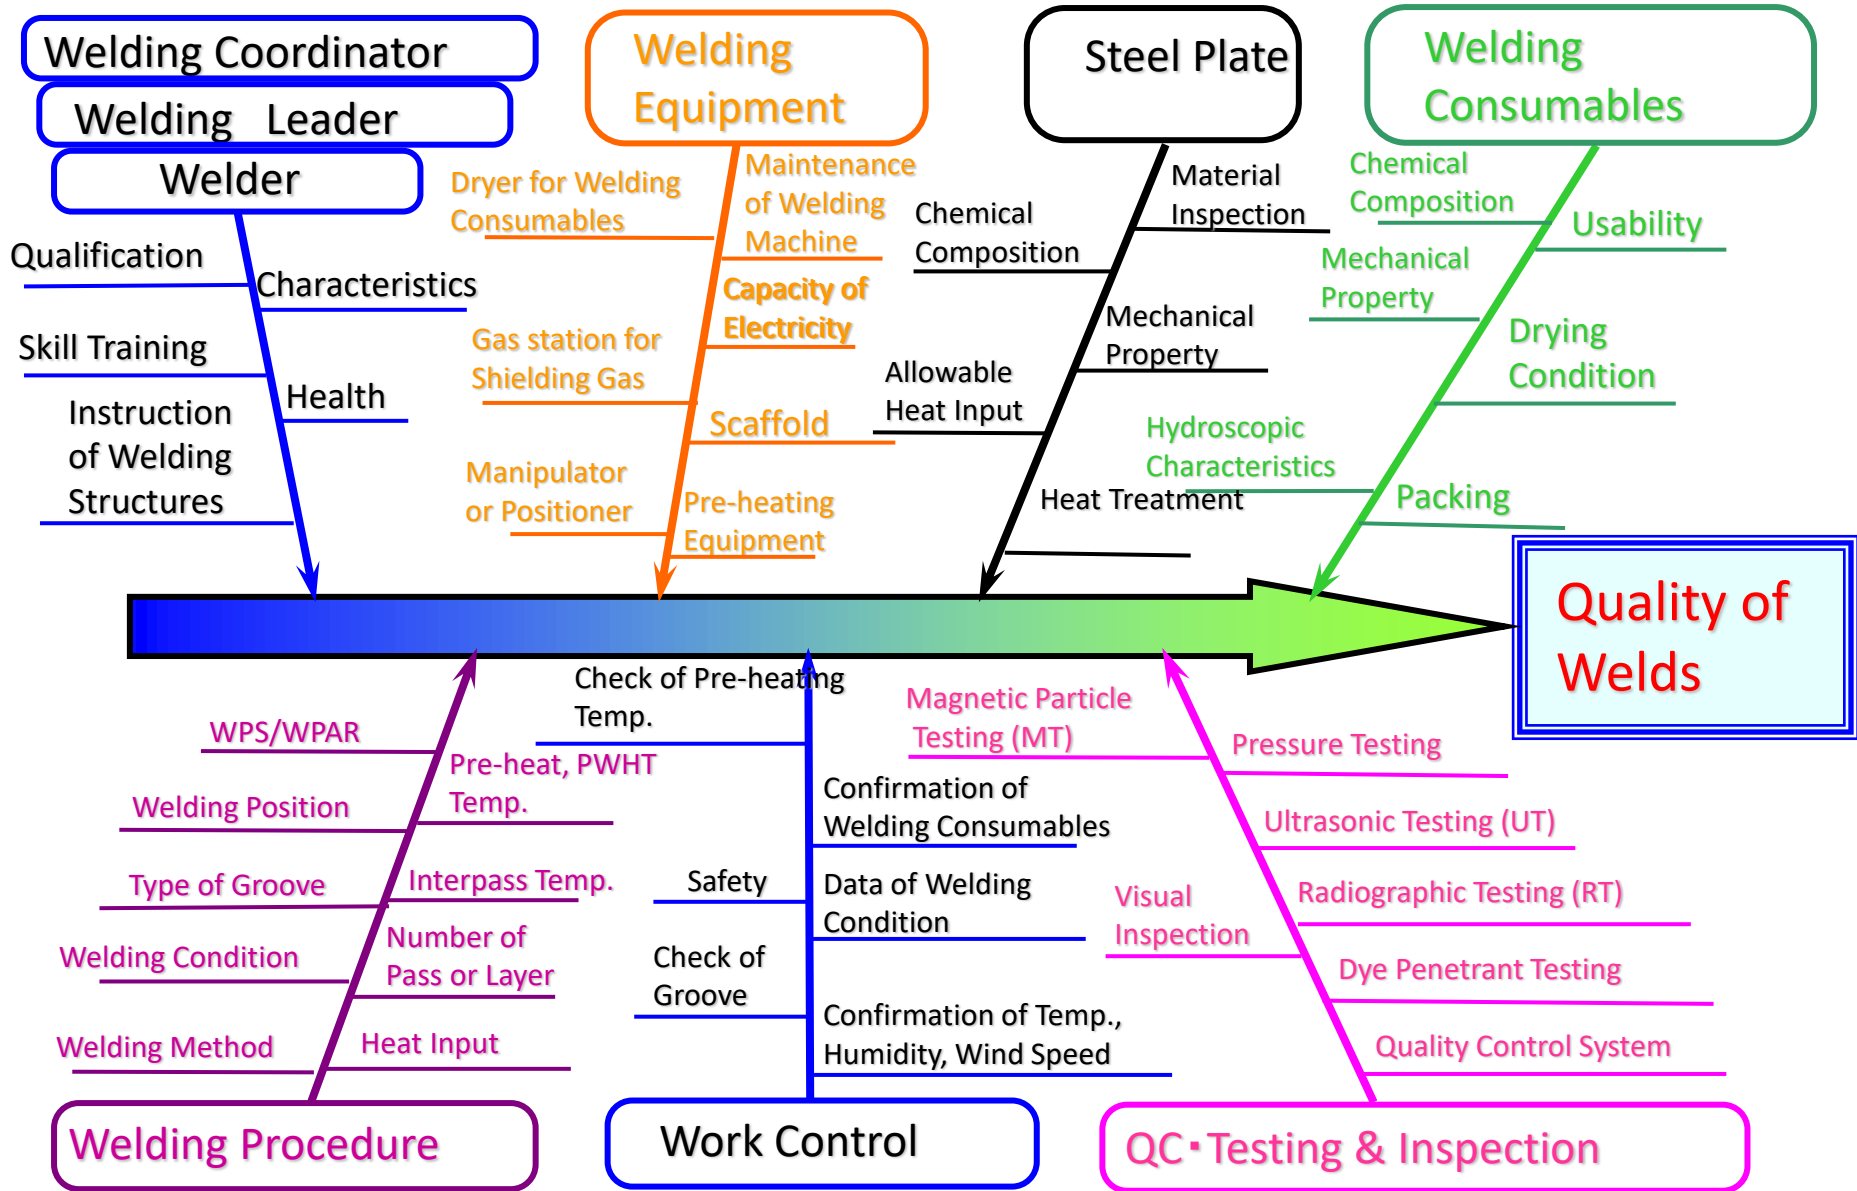 Welding Coordinator
Welding Leader
Welder
Qualification
Characteristics
Skill Training
Health
Instruction
of Welding
Structures
Welding
Equipment
Dryer for Welding
Consumables
Maintenance
of Welding
Machine
Capacity of
Electricity
Gas station for
Shielding Gas
Scaffold
Manipulator
or Positioner
Pre-heating
Equipment
Steel Plate
Material
Inspection
Chemical
Composition
Mechanical
Property
Allowable
Heat Input
Heat Treatment
Welding
Consumables
Chemical
Composition
Usability
Mechanical
Property
Drying
Condition
Hydroscopic
Characteristics
Packing
Quality of
Welds
WPS/WPAR
Pre-heat, PWHT
Temp.
Welding Position
Type of Groove
Interpass Temp.
Welding Condition
Number of
Pass or Layer
Welding Method
Heat Input
Welding Procedure
Check of Pre-heating
Temp.
Confirmation of
Welding Consumables
Safety
Data of Welding
Condition
Check of
Groove
Confirmation of Temp.,
Humidity, Wind Speed
Work Control
Magnetic Particle
Testing (MT)
Pressure Testing
Ultrasonic Testing (UT)
Visual
Inspection
Radiographic Testing (RT)
Dye Penetrant Testing
Quality Control System
QC・Testing & Inspection